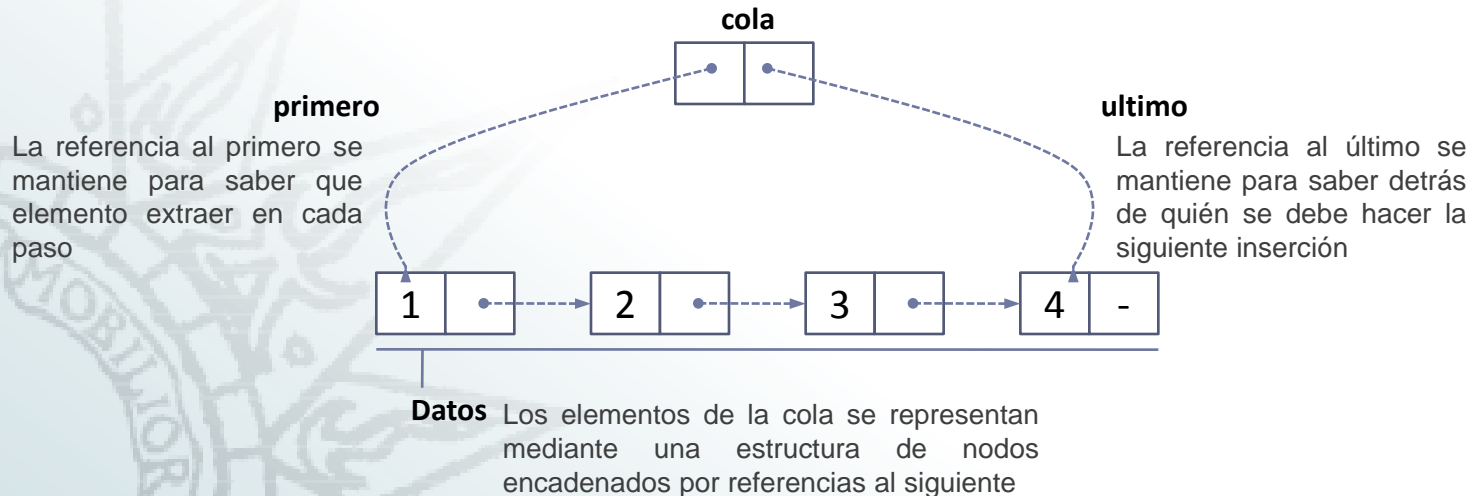 cola
primero
La referencia al primero se
mantiene para saber que
elemento extraer en cada
paso
ultimo
La referencia al último se
mantiene para saber detrás
de quién se debe hacer la
siguiente inserción
1
2
3
4 -
Datos Los elementos de la cola se representan
mediante una estructura de nodos
encadenados por referencias al siguiente
MOBILIOR